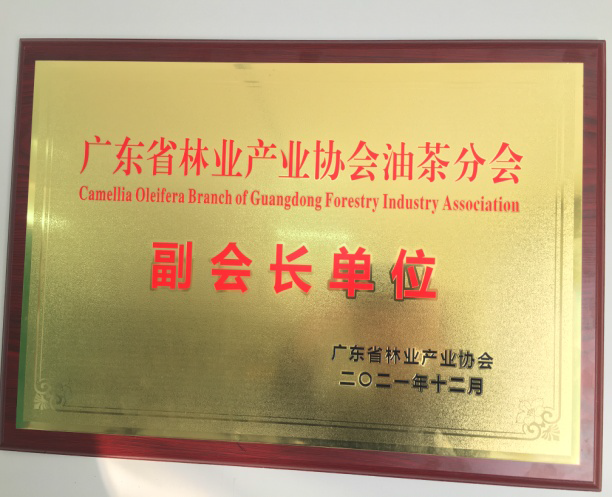 广东省林业产业协会油茶分会
Camellia Oleifera Branch of Guangdong Forestry Industry Association
副会长单位
广东省林业产业协会
二〇二一年十二月